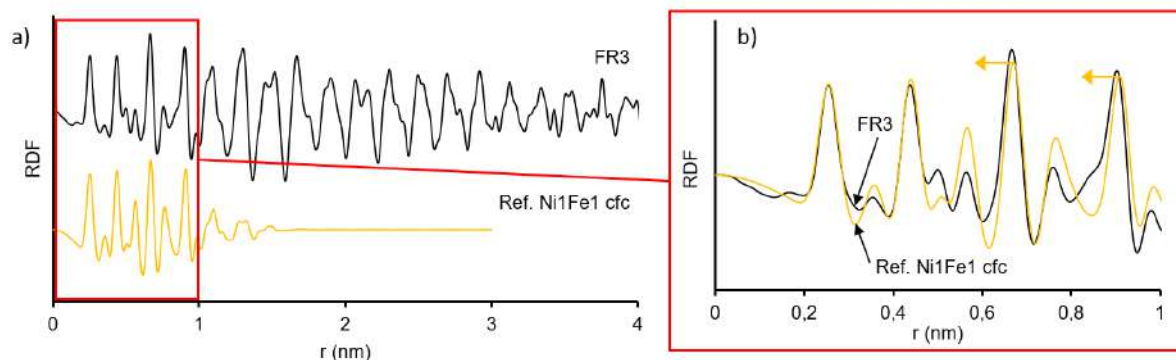 a)
RDF
FR3
Ref. Ni1Fe1 cfc
0
1
2
3
4
r (nm)
b)
RDF
FR3
Ref. Ni1Fe1 cfc
0
0,2
0,4
0,6
0,8
1
r (nm)